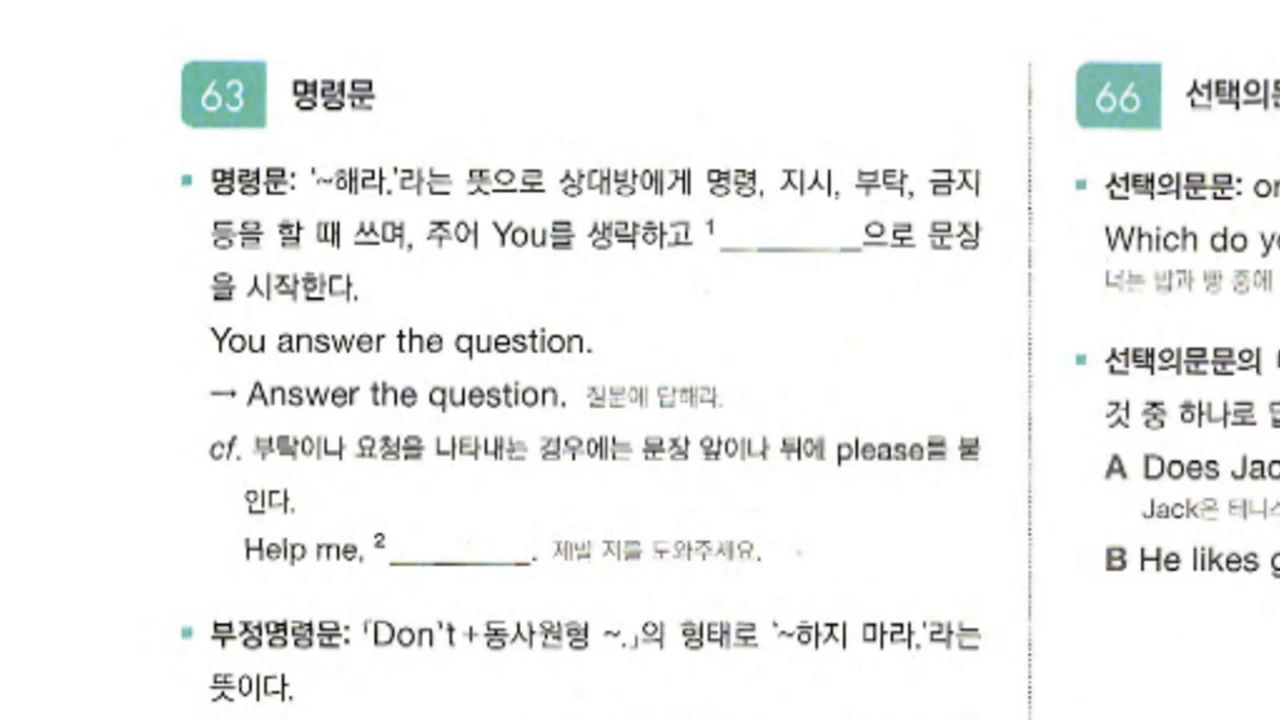 63 명령문
명령문: '~해라.'라는 뜻으로 상대방에게 명령, 지시, 부탁, 금지
등을 할 때 쓰며, 주어 You를 생략하고 1 ________으로 문장
을 시작한다.
You answer the question.
→ Answer the question. 질문에 답해라.
cf. 부탁이나 요청을 나타내는 경우에는 문장 앞이나 뒤에 please를 붙
인다.
Help me, 2 ________. 제발 저를 도와주세요.
부정명령문: 「Don't+동사원형 ~.」의 형태로 '~하지 마라.'라는
뜻이다.
66 선택의
선택의문문:
Which do
너는 밥과 빵 중에
선택의문문의
것 중 하나로
A Does
Jack은
B He likes